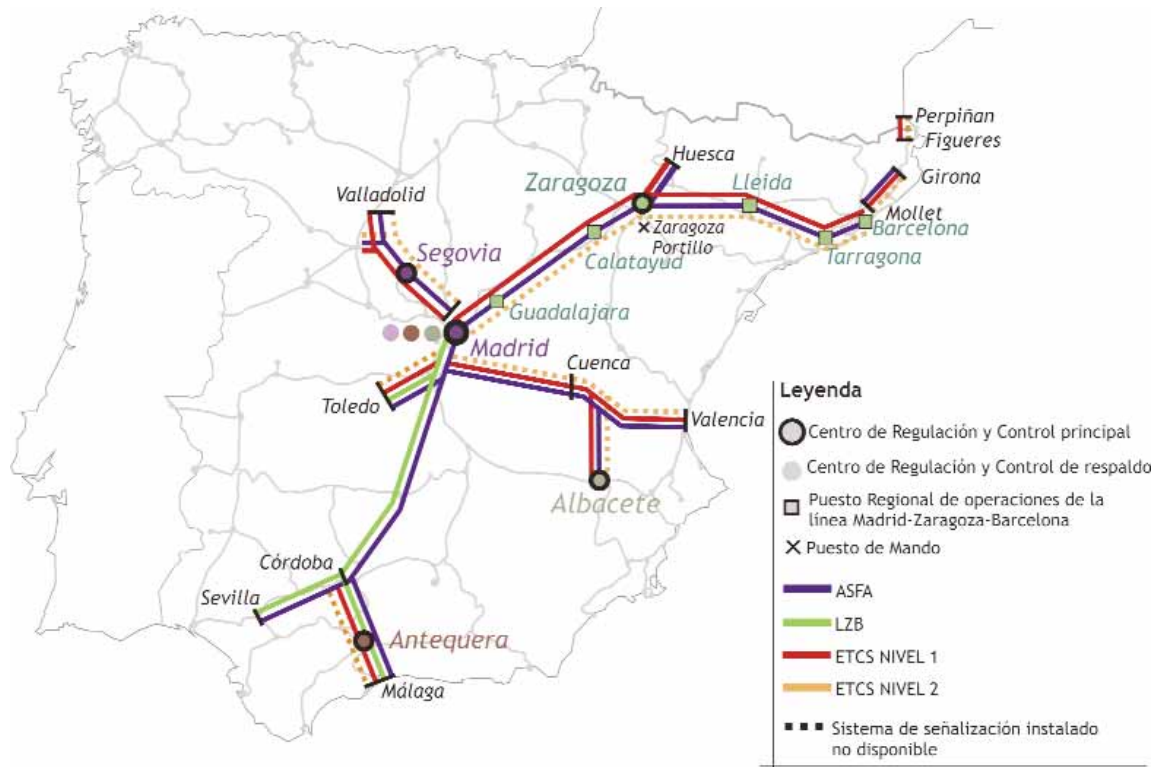 Perpiñan
Figueres
Huesca
Zaragoza
Lleida
Girona
Valladolid
Mollet
Zaragoza
Portillo
Barcelona
Segovia
Calatayud
Tarragona
Guadalajara
Madrid
Cuenca
Toledo
Valencia
Albacete
Córdoba
Sevilla
Antequera
Málaga
Leyenda
Centro de Regulación y Control principal
Centro de Regulación y Control de respaldo
Puesto Regional de operaciones de la
línea Madrid-Zaragoza-Barcelona
Puesto de Mando
ASFA
LZB
ETCS NIVEL 1
ETCS NIVEL 2
Sistema de señalización instalado
no disponible